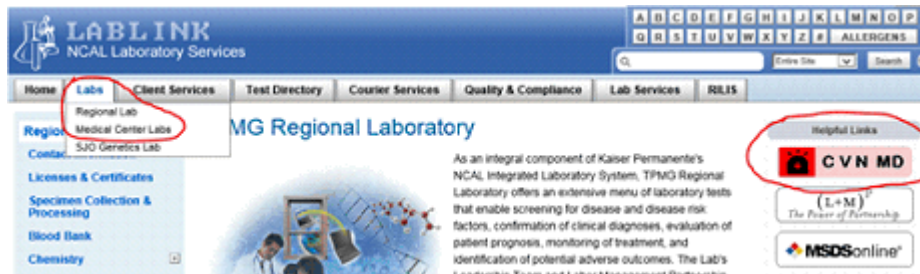 A B C D E F G H I J K L M N O P
Q R S T U V W X Y Z # ALLERGENS
LABLINK
NCAL Laboratory Services
Entire Site
Search
Home
Labs
Client Services
Test Directory
Courier Services
Quality & Compliance
Lab Services
RILIS
Regional Lab
Medical Center Labs
SJO Genetics Lab
Licenses & Certificates
Specimen Collection &
Processing
Blood Bank
Chemistry
MG Regional Laboratory
As an integral component of Kaiser Permanente's
NCAL Integrated Laboratory System, TPMG Regional
Laboratory offers an extensive menu of laboratory tests
that enable screening for disease and disease risk
factors, confirmation of clinical diagnoses, evaluation of
patient prognosis, monitoring of treatment, and
identification of potential adverse outcomes. The Lab's
Helpful Links
CVN MD
(L+M)P
The Power of Partnership
MSDSonline